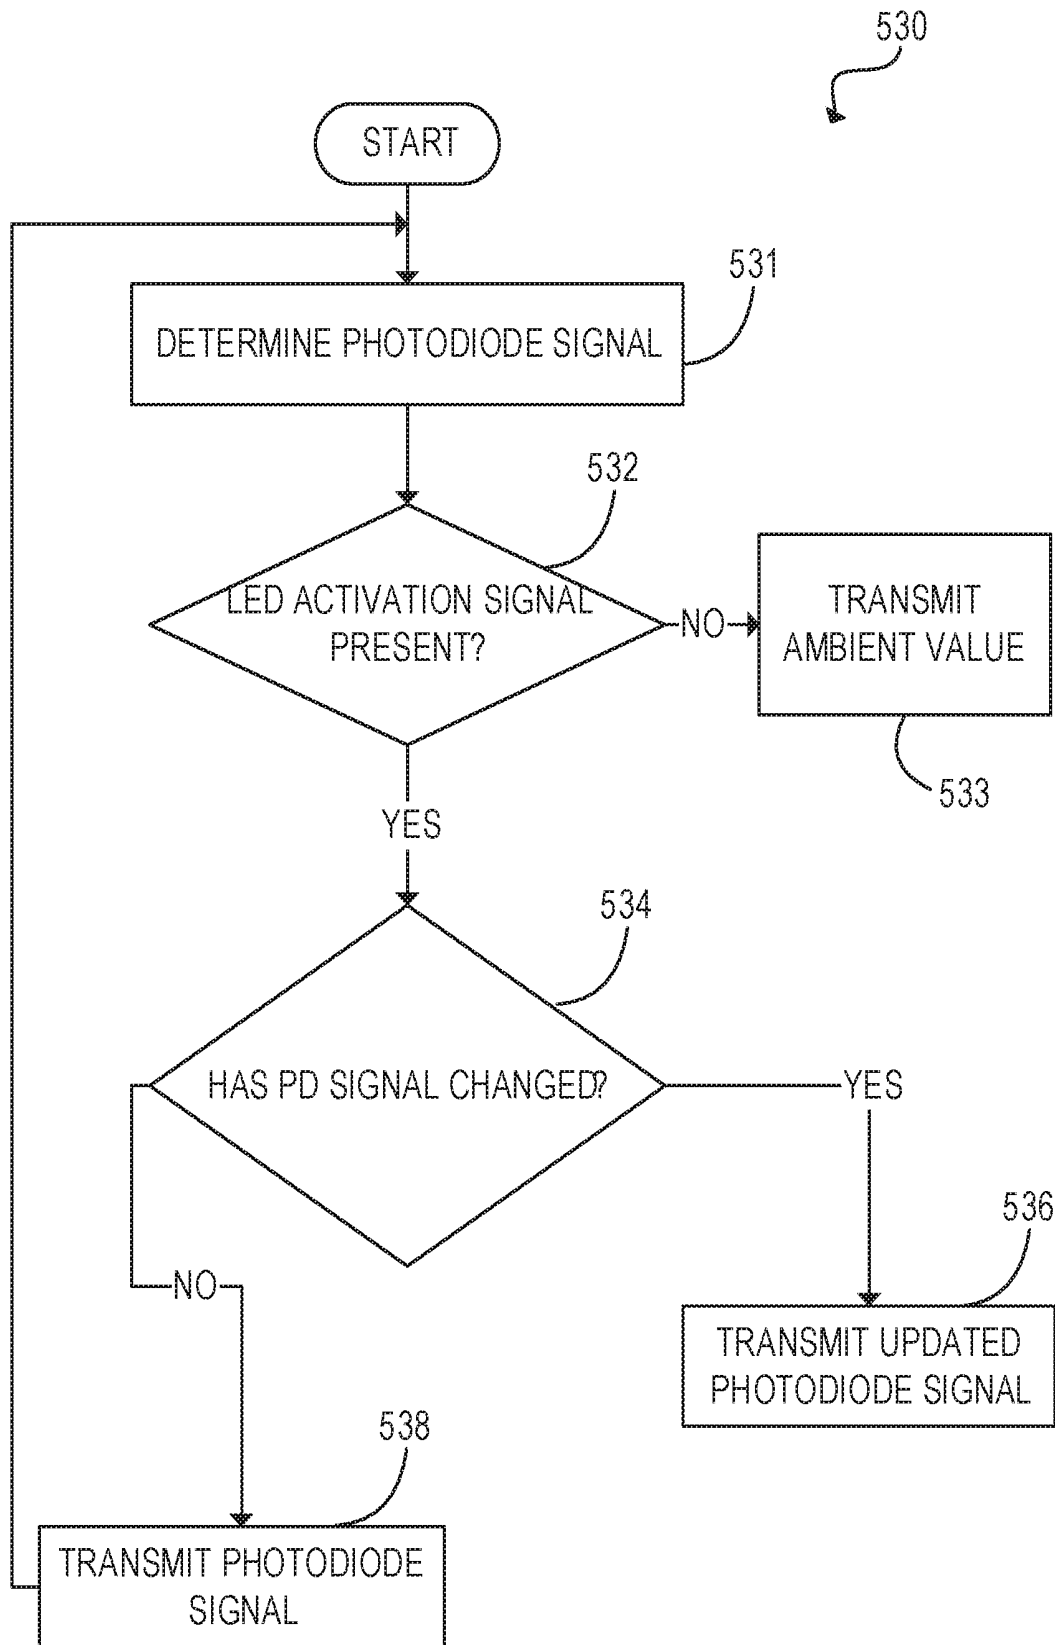 530
START
531
DETERMINE PHOTODIODE SIGNAL
532
LED ACTIVATION SIGNAL
PRESENT?
NO
TRANSMIT
AMBIENT VALUE
533
YES
534
HAS PD SIGNAL CHANGED?
YES
NO
536
TRANSMIT UPDATED
PHOTODIODE SIGNAL
538
TRANSMIT PHOTODIODE
SIGNAL